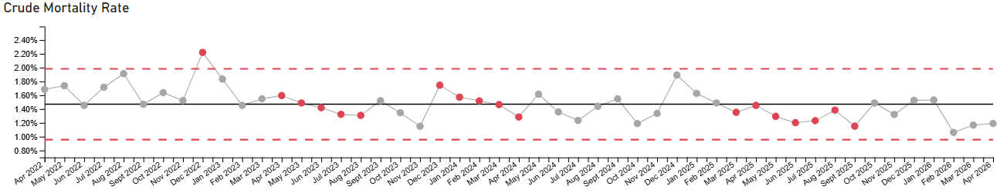 Crude Mortality Rate
2.40%
2.20%
2.00%
1.80%
1.60%
1.40%
1.20%
1.00%
0.80%
Apr 2022
May 2022
Jun 2022
Jul 2022
Aug 2022
Sept 2022
Oct 2022
Nov 2022
Dec 2022
Jan 2023
Feb 2023
Mar 2023
Apr 2023
May 2023
Jun 2023
Jul 2023
Aug 2023
Sept 2023
Oct 2023
Nov 2023
Dec 2023
Jan 2024
Feb 2024
Mar 2024
Apr 2024
May 2024
Jun 2024
Jul 2024
Aug 2024
Sept 2024
Oct 2024
Nov 2024
Dec 2024
Jan 2025
Feb 2025
Mar 2025
Apr 2025
May 2025
Jun 2025
Jul 2025
Aug 2025
Sept 2025
Oct 2025
Nov 2025
Dec 2025
Jan 2026
Feb 2026
Mar 2026
Apr 2026